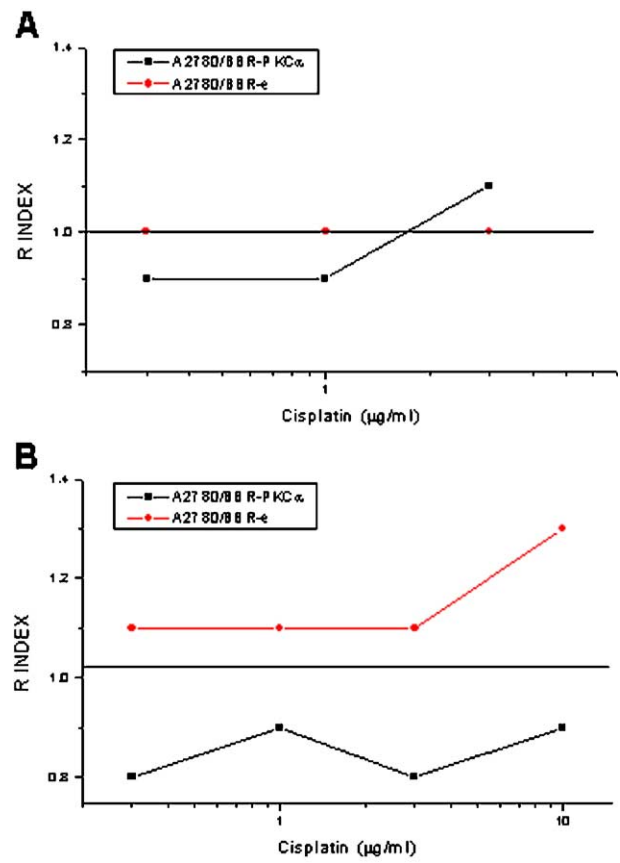 A
1.4
A2780/BBR-PKCα
A2780/BBR-e
1.2
1.0
0.8
R INDEX
1
Cisplatin (µg/ml)
B
1.4
A2780/BBR-PKCα
A2780/BBR-e
1.2
1.0
0.8
R INDEX
1
10
Cisplatin (µg/ml)